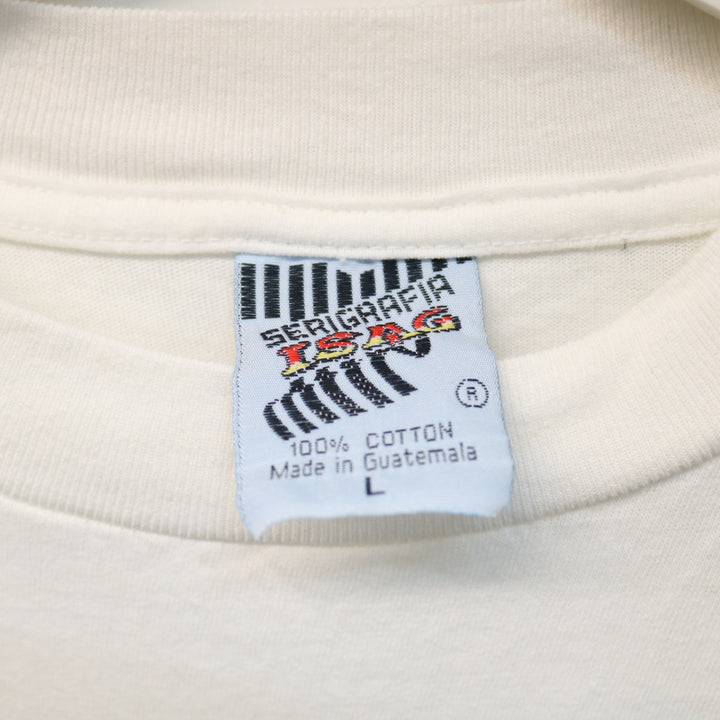 SERIGRAFIA
ISAG
®
100% COTTON
Made in Guatemala
L